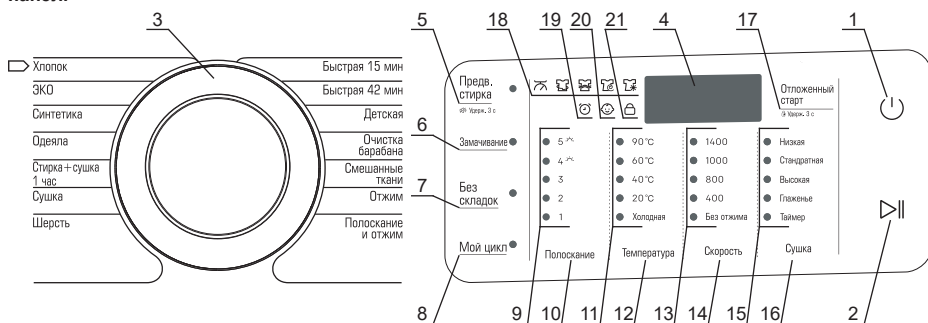 панели
3
5
18
19
20
21
4
17
1
Хлопок
ЭКО
Синтетика
Одеяла
Стирка+сушка
1 час
Сушка
Шерсть
Быстрая 15 мин
Быстрая 42 мин
Детская
Очистка
барабана
Смешанные
ткани
Отжим
Полоскание
и отжим
Предв.
стирка
Удерж. 3 с
6
Замачивание
7
Без
складок
Мой цикл
8
5
4
3
2
1
Полоскание
90°C
60°C
40°C
20°C
Холодная
Температура
1400
1000
800
400
Без отжима
Скорость
Отложенный
старт
Удерж. 3 с
Низкая
Стандратная
Высокая
Глаженье
Таймер
Сушка
9
10
11
12
13
14
15
16
2